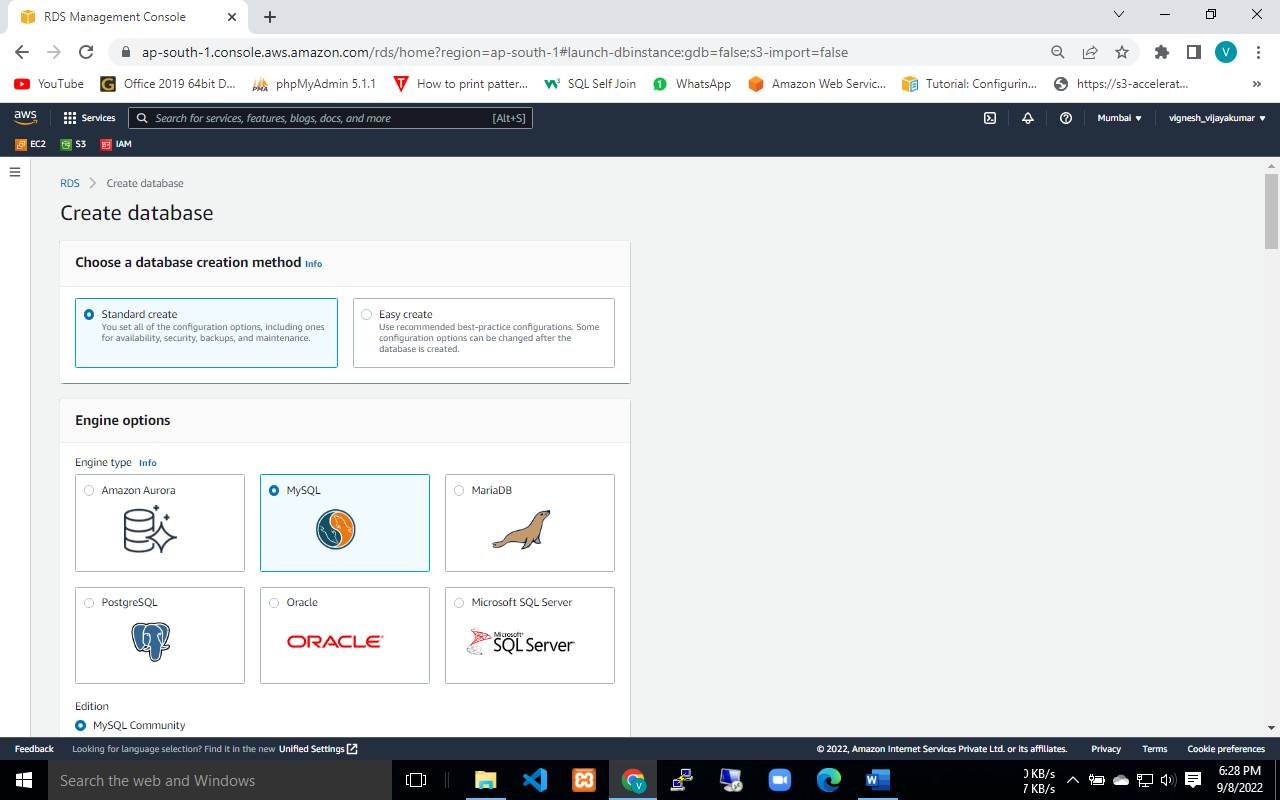 RDS Management Console
ap-south-1.console.aws.amazon.com/rds/home?region=ap-south-1#launch-dbinstance:gdb=false;s3-import=false
V
YouTube
Office 2019 64bit D...
phpMyAdmin 5.1.1
How to print patter...
SQL Self Join
1
WhatsApp
Amazon Web Servic...
Tutorial: Configurin...
https://s3-accelerat...
»
aws
Services
Search for services, features, blogs, docs, and more
[Alt+S]
Mumbai
vignesh_vijayakumar
EC2
S3
IAM
RDS
Create database
Create database
Choose a database creation method Info
Standard create
You set all of the configuration options, including ones
for availability, security, backups, and maintenance.
Easy create
Use recommended best-practice configurations. Some
configuration options can be changed after the
database is created.
Engine options
Engine type Info
Amazon Aurora
MySQL
MariaDB
PostgreSQL
Oracle
ORACLE
Microsoft SQL Server
Microsoft
SQL Server
Edition
MySQL Community
Feedback
Looking for language selection? Find it in the new Unified Settings
© 2022, Amazon Internet Services Private Ltd. or its affiliates.
Privacy
Terms
Cookie preferences
Search the web and Windows
0 KB/s
7 KB/s
6:28 PM
9/8/2022